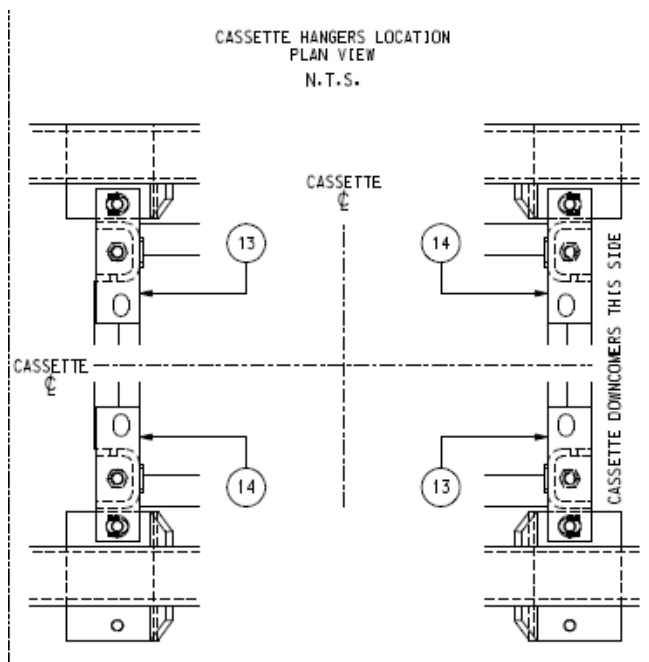 CASSETTE HANGERS LOCATION
PLAN VIEW
N.T.S.
CASSETTE
℄
13
14
CASSETTE DOWNCOMERS THIS SIDE
CASSETTE
℄
14
13